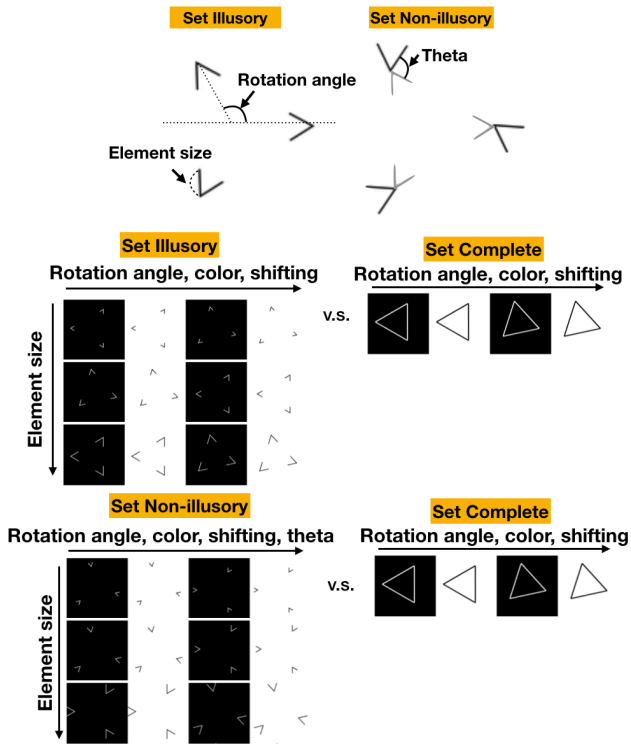 Set Illusory
Set Non-illusory
Theta
Rotation angle
Element size
Set Illusory
Rotation angle, color, shifting
Element size
v.s.
Set Complete
Rotation angle, color, shifting
Set Non-illusory
Rotation angle, color, shifting, theta
Element size
v.s.
Set Complete
Rotation angle, color, shifting